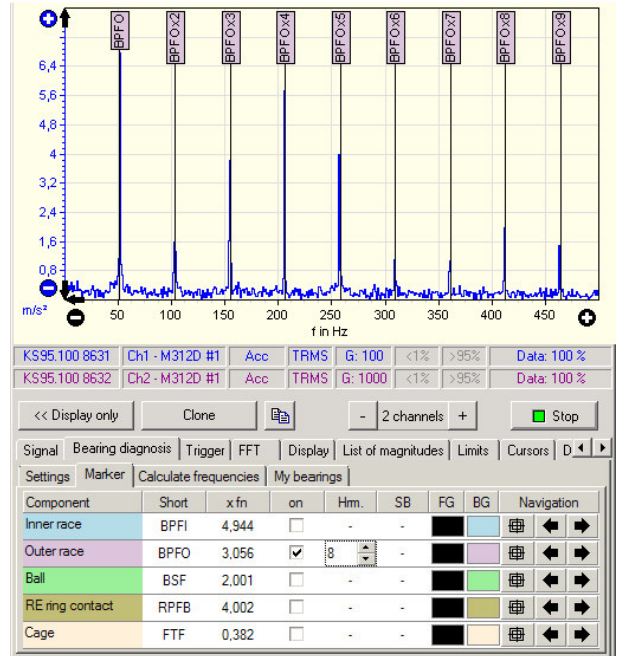 BPFO BPFOx2 BPFOx3 BPFOx4 BPFOx5 BPFOx6 BPFOx7 BPFOx8 BPFOx9
6,4
5,6
4,8
4
3,2
2,4
1,6
0,8
m/s²
50 100 150 200 250 300 350 400 450
f in Hz
KS95.100 8631 Ch1 - M312D #1 Acc TRMS G: 100 <1% >95% Data: 100 %
KS95.100 8632 Ch2 - M312D #1 Acc TRMS G: 1000 <1% >95% Data: 100 %
<< Display only Clone - 2 channels + Stop
Signal Bearing diagnosis Trigger FFT Display List of magnitudes Limits Cursors D
Settings Marker Calculate frequencies My bearings
Component Short x fn on Hrm. SB FG BG Navigation
Inner race BPFI 4,944 - -
Outer race BPFO 3,056 8 -
Ball BSF 2,001 - -
RE ring contact RPFB 4,002 - -
Cage FTF 0,382 - -